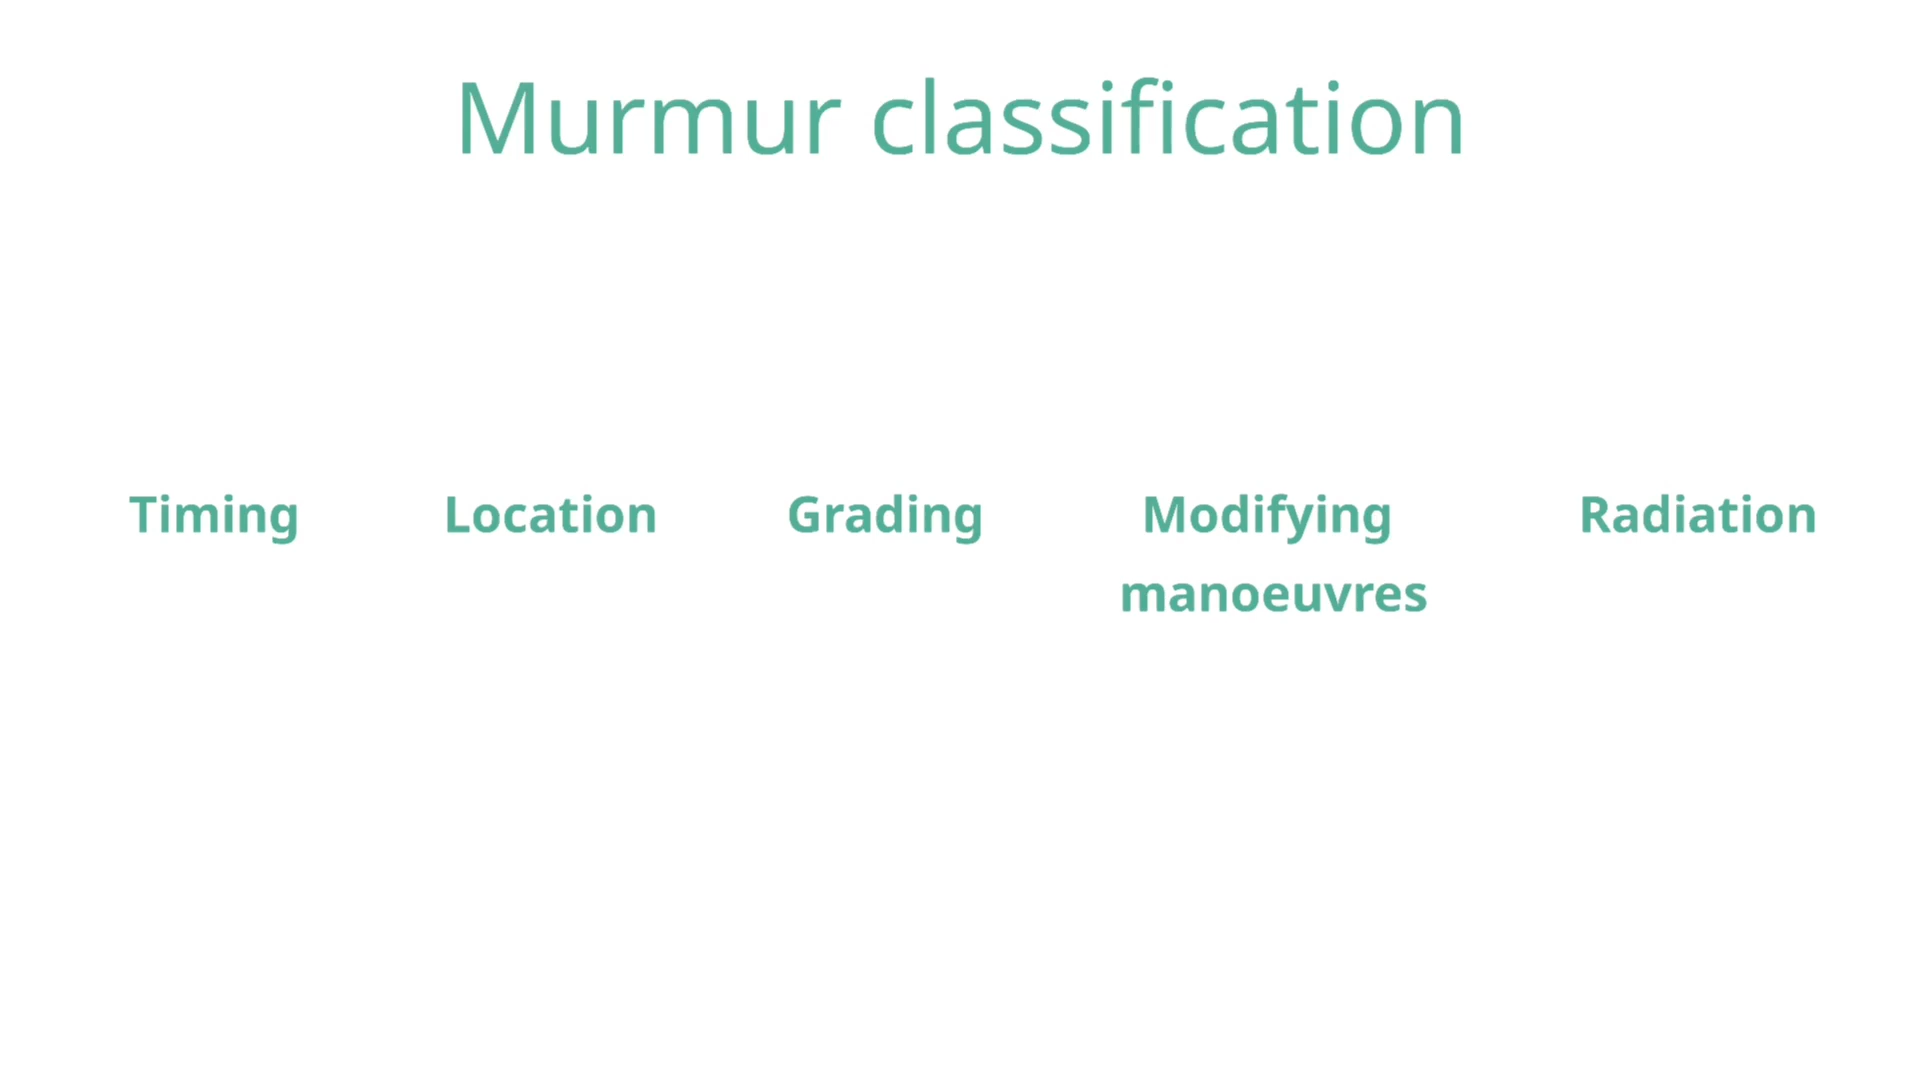 Murmur classification
Timing Location Grading Modifying Radiation
manoeuvres